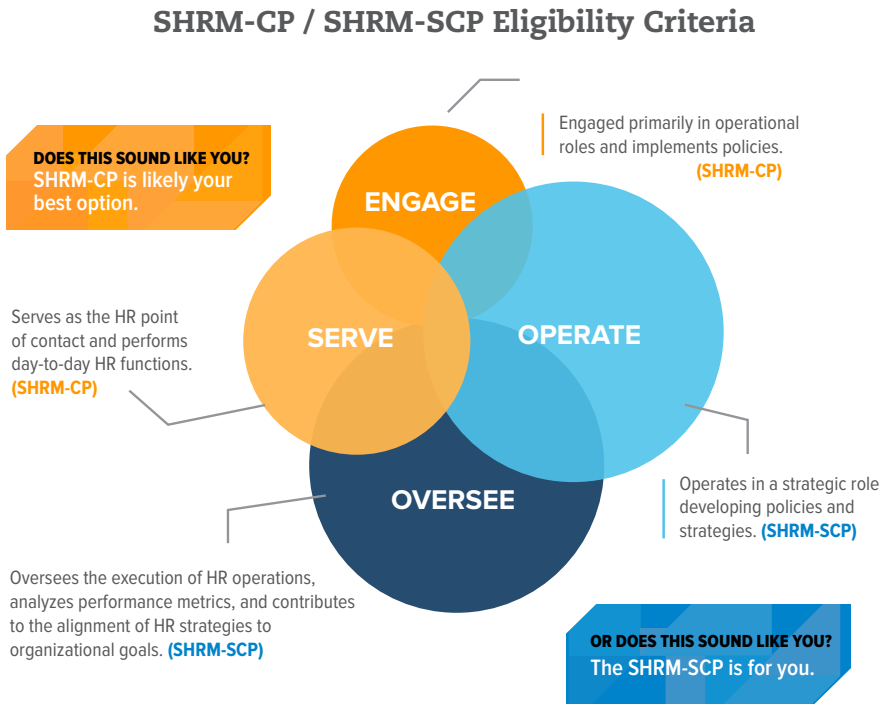 SHRM-CP / SHRM-SCP Eligibility Criteria
DOES THIS SOUND LIKE YOU?
SHRM-CP is likely your
best option.
Engaged primarily in operational
roles and implements policies.
(SHRM-CP)
ENGAGE
Serves as the HR point
of contact and performs
day-to-day HR functions.
(SHRM-CP)
SERVE
OPERATE
OVERSEE
Operates in a strategic role
developing policies and
strategies. (SHRM-SCP)
Oversees the execution of HR operations,
analyzes performance metrics, and contributes
to the alignment of HR strategies to
organizational goals. (SHRM-SCP)
OR DOES THIS SOUND LIKE YOU?
The SHRM-SCP is for you.